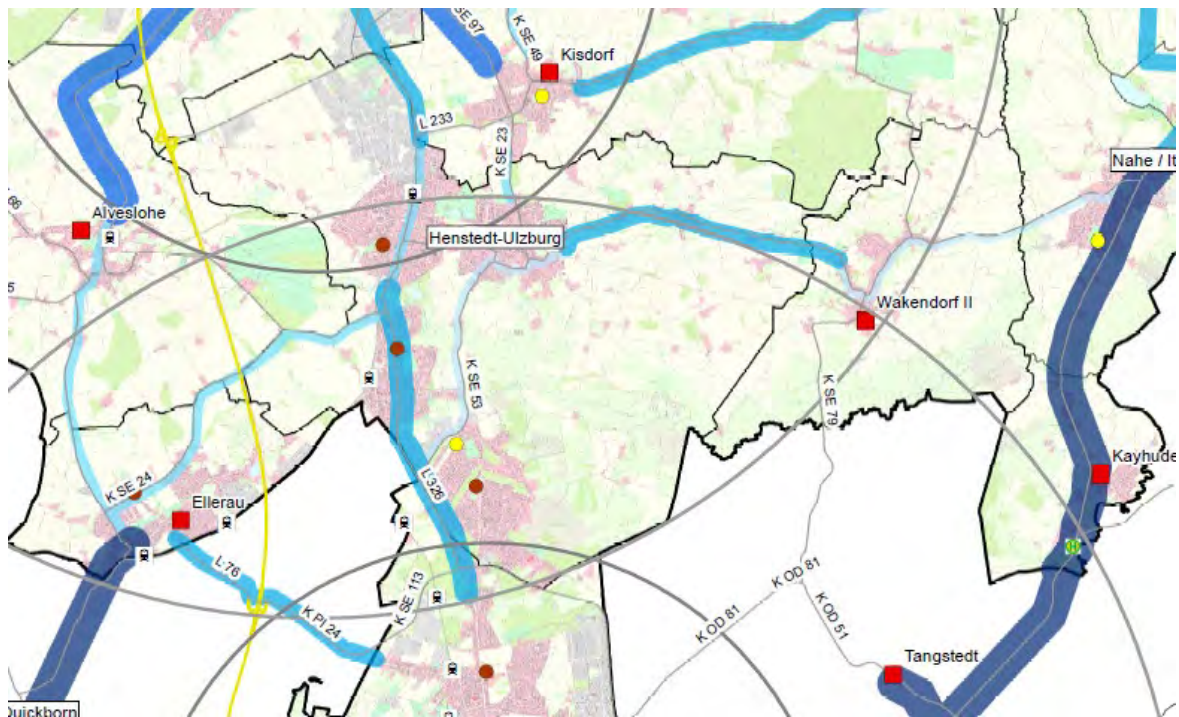 SE 97
K SE 49
Kisdorf
L 233
K SE 23
Nahe / It
Alveslohe
Henstedt-Ulzburg
Wakendorf II
K SE 53
K SE 79
Kayhude
L 326
K SE 24
Ellerau
L 76
K SE 113
K PI 24
K OD 81
K OD 81
K OD 51
Tangstedt
Quickborn